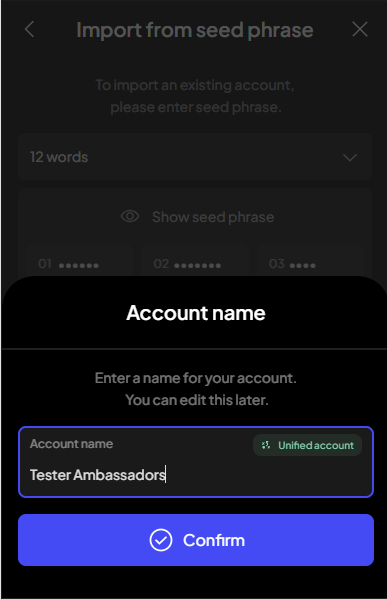 Import from seed phrase
To import an existing account,
please enter seed phrase.
12 words
Show seed phrase
01 •••••• 02 ••••••• 03 ••••
Account name
Enter a name for your account.
You can edit this later.
Account name
Unified account
Tester Ambassadors
Confirm